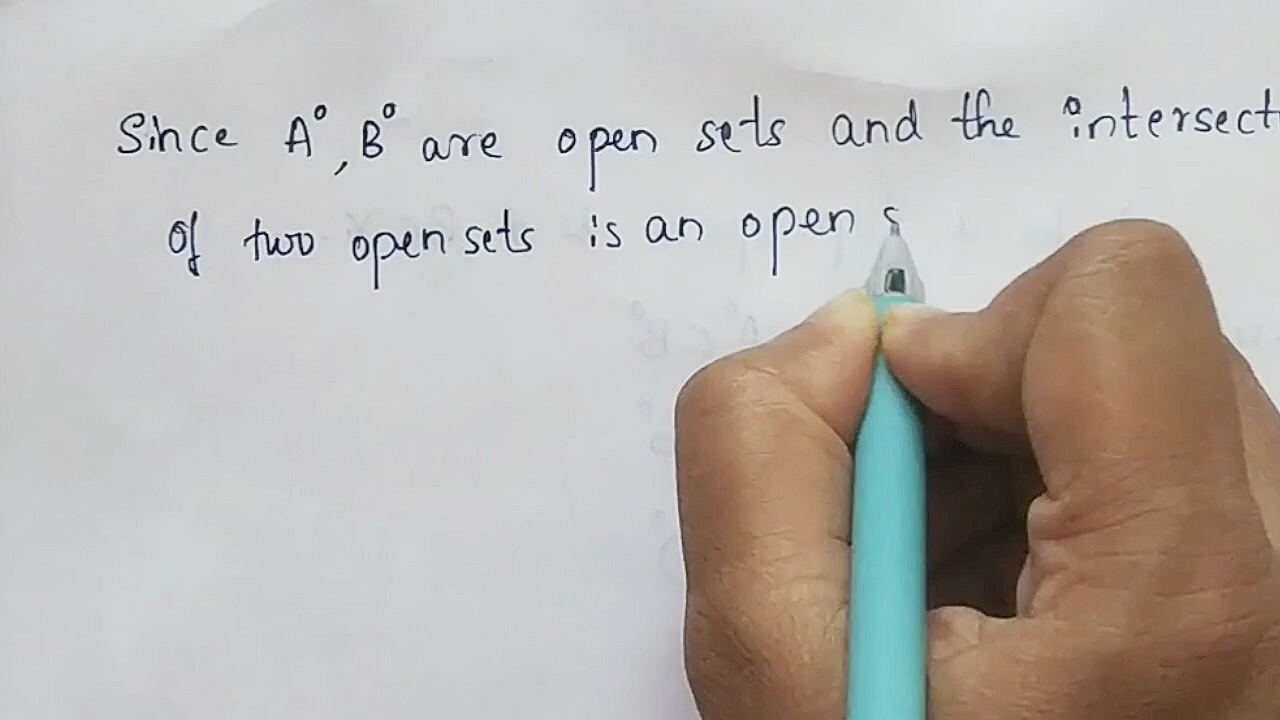 Since A°, B° are open sets and the intersect
of two open sets is an open s